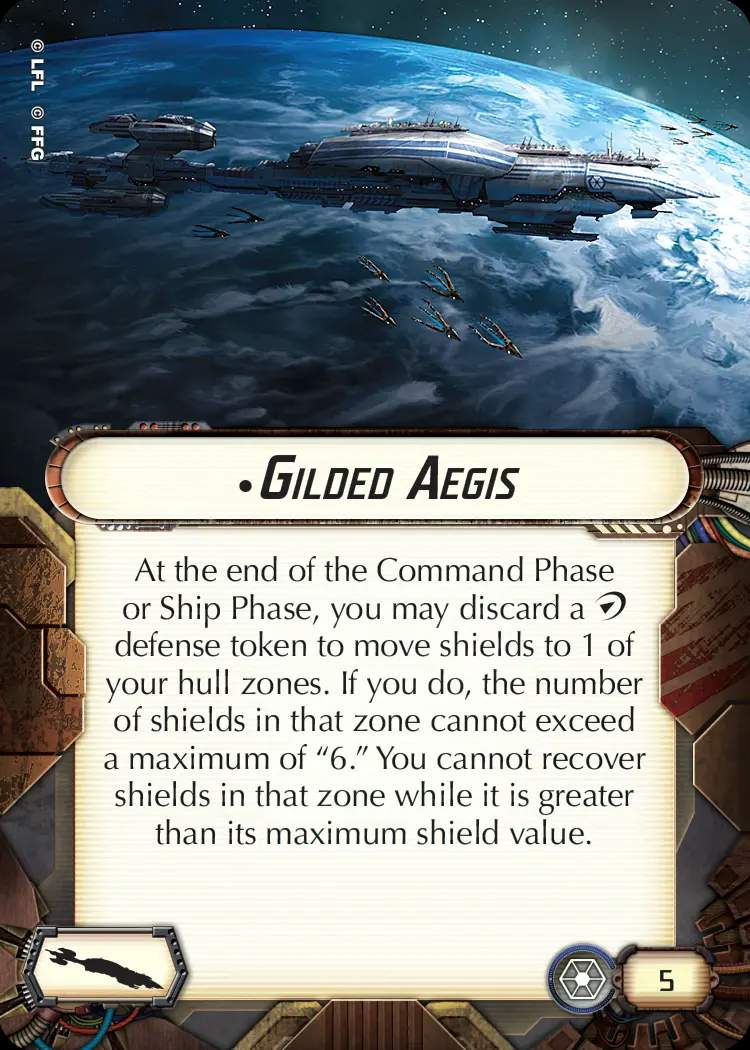 © LFL © FFG
• Gilded Aegis
At the end of the Command Phase
or Ship Phase, you may discard a
defense token to move shields to 1 of
your hull zones. If you do, the number
of shields in that zone cannot exceed
a maximum of “6.” You cannot recover
shields in that zone while it is greater
than its maximum shield value.
5